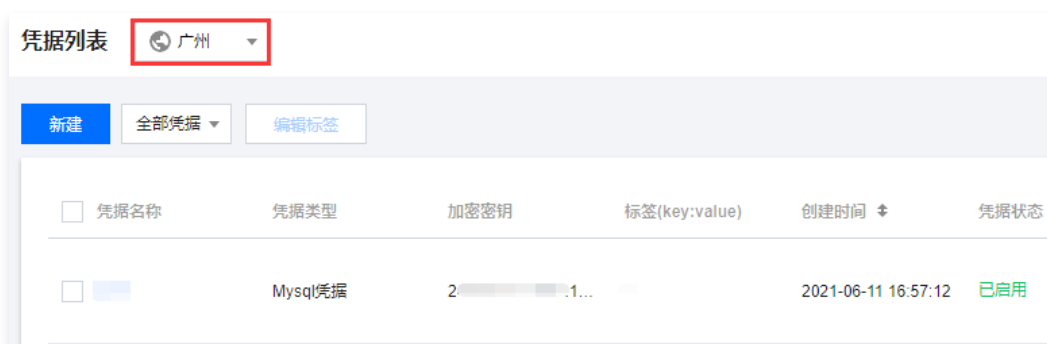 凭据列表 广州
新建 全部凭据 编辑标签
凭据名称 凭据类型 加密密钥 标签(key:value) 创建时间 凭据状态
Mysql凭据 2 1... 2021-06-11 16:57:12 已启用